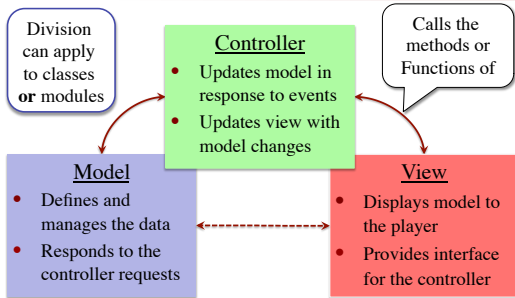 Division
can apply
to classes
or modules
Controller
• Updates model in
response to events
• Updates view with
model changes
Calls the
methods or
Functions of
Model
• Defines and
manages the data
• Responds to the
controller requests
View
• Displays model to
the player
• Provides interface
for the controller